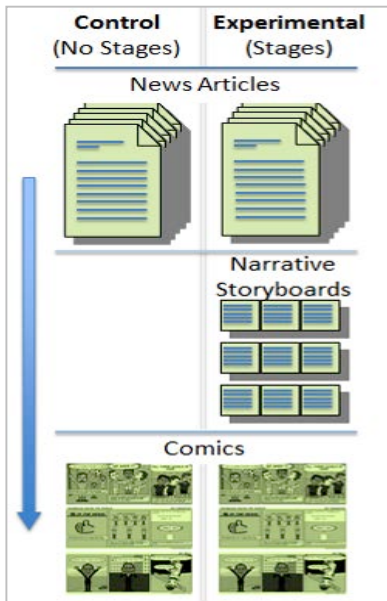 Control Experimental
(No Stages) (Stages)
News Articles
Narrative
Storyboards
Comics